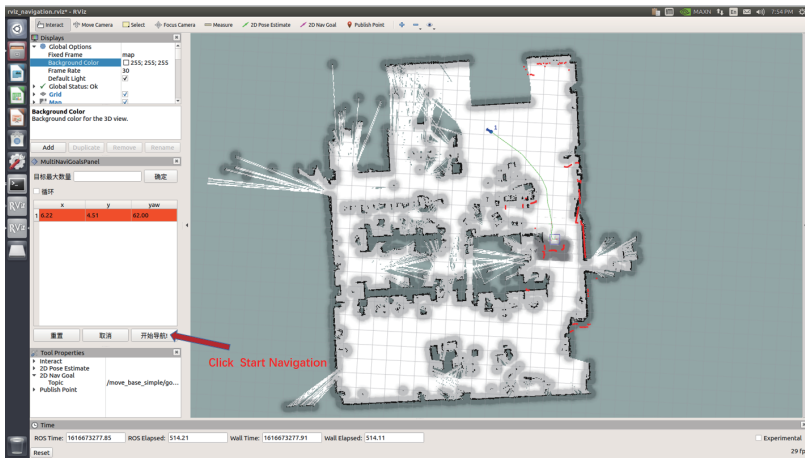 rviz_navigation.rviz* - RViz
MAXN
7:54 PM
Interact
Move Camera
Select
Focus Camera
Measure
2D Pose Estimate
2D Nav Goal
Publish Point
Displays
Global Options
Fixed Frame map
Background Color 255; 255; 255
Frame Rate 30
Default Light
Global Status: Ok
Grid
Map
Background Color
Background color for the 3D view.
Add Duplicate Remove Rename
MultiNaviGoalsPanel
目标最大数量 确定
循环
x y yaw
1 6.22 4.51 62.00
重置 取消 开始导航!
Click Start Navigation
1
Tool Properties
Interact
2D Pose Estimate
2D Nav Goal
Topic /move_base_simple/go...
Publish Point
Time
ROS Time: 1616673277.85 ROS Elapsed: 514.21 Wall Time: 1616673277.91 Wall Elapsed: 514.11
Experimental
Reset
29 fp